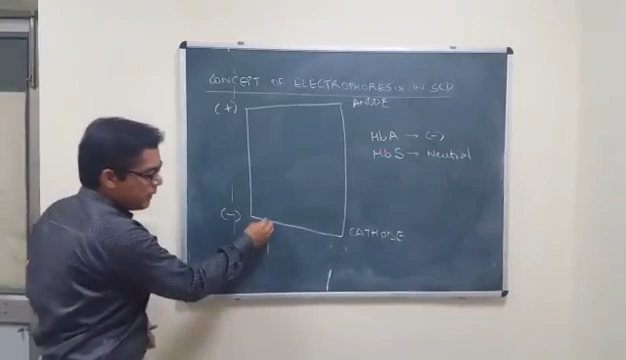 CONCEPT OF ELECTROPHORESIS IN SCD
(+) ANODE
HbA → (-)
HbS → Neutral
(-) CATHODE